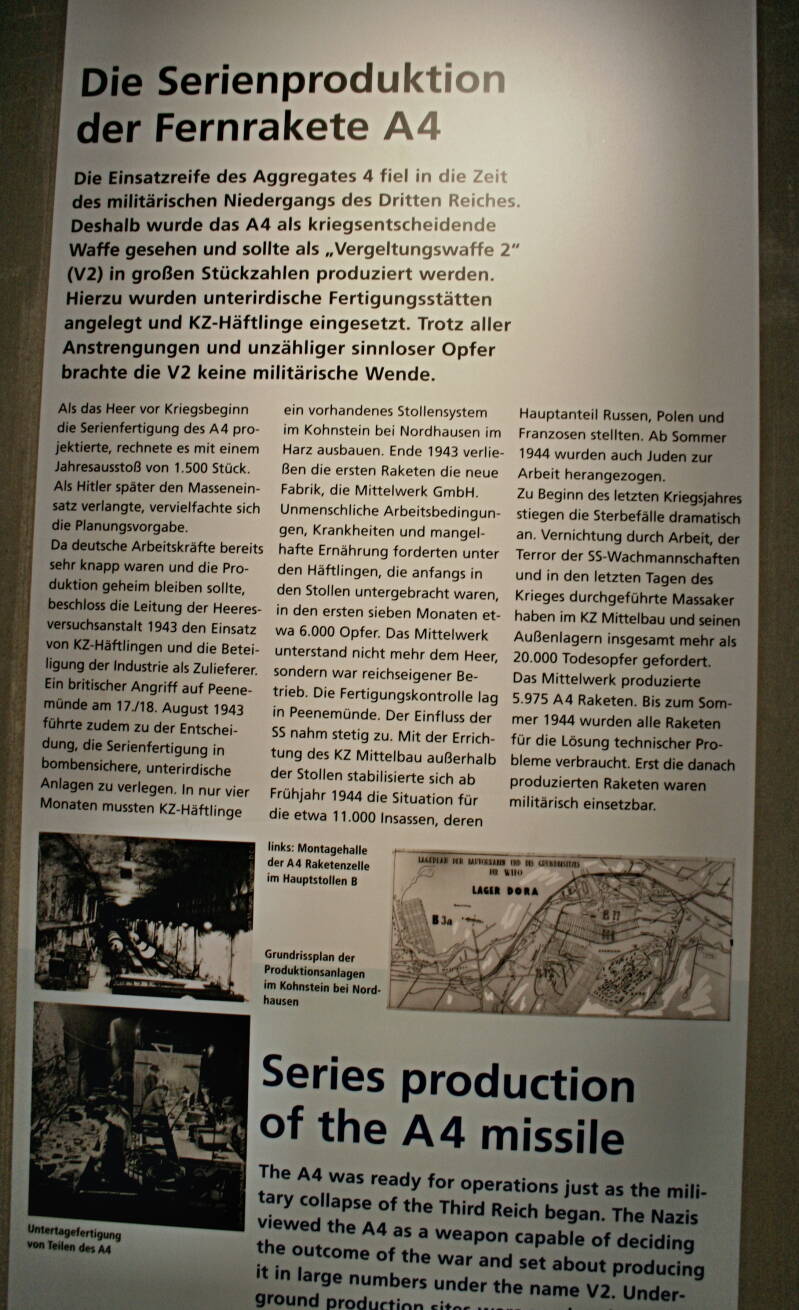 Die Serienproduktion
der Fernrakete A4
Die Einsatzreife des Aggregates 4 fiel in die Zeit
des militärischen Niedergangs des Dritten Reiches.
Deshalb wurde das A4 als kriegsentscheidende
Waffe gesehen und sollte als „Vergeltungswaffe 2“
(V2) in großen Stückzahlen produziert werden.
Hierzu wurden unterirdische Fertigungsstätten
angelegt und KZ-Häftlinge eingesetzt. Trotz aller
Anstrengungen und unzähliger sinnloser Opfer
brachte die V2 keine militärische Wende.
Als das Heer vor Kriegsbeginn
die Serienfertigung des A4 pro-
jektierte, rechnete es mit einem
Jahresausstoß von 1.500 Stück.
Als Hitler später den Massenein-
satz verlangte, vervielfachte sich
die Planungsvorgabe.
Da deutsche Arbeitskräfte bereits
sehr knapp waren und die Pro-
duktion geheim bleiben sollte,
beschloss die Leitung der Heeres-
versuchsanstalt 1943 den Einsatz
von KZ-Häftlingen und die Betei-
ligung der Industrie als Zulieferer.
Ein britischer Angriff auf Peene-
münde am 17./18. August 1943
führte zudem zu der Entschei-
dung, die Serienfertigung in
bombensichere, unterirdische
Anlagen zu verlegen. In nur vier
Monaten mussten KZ-Häftlinge
ein vorhandenes Stollensystem
im Kohnstein bei Nordhausen im
Harz ausbauen. Ende 1943 verlie-
ßen die ersten Raketen die neue
Fabrik, die Mittelwerk GmbH.
Unmenschliche Arbeitsbedingun-
gen, Krankheiten und mangel-
hafte Ernährung forderten unter
den Häftlingen, die anfangs in
den Stollen untergebracht waren,
in den ersten sieben Monaten et-
wa 6.000 Opfer. Das Mittelwerk
unterstand nicht mehr dem Heer,
sondern war reichseigener Be-
trieb. Die Fertigungskontrolle lag
in Peenemünde. Der Einfluss der
SS nahm stetig zu. Mit der Errich-
tung des KZ Mittelbau außerhalb
der Stollen stabilisierte sich ab
Frühjahr 1944 die Situation für
die etwa 11.000 Insassen, deren
Hauptanteil Russen, Polen und
Franzosen stellten. Ab Sommer
1944 wurden auch Juden zur
Arbeit herangezogen.
Zu Beginn des letzten Kriegsjahres
stiegen die Sterbefälle dramatisch
an. Vernichtung durch Arbeit, der
Terror der SS-Wachmannschaften
und in den letzten Tagen des
Krieges durchgeführte Massaker
haben im KZ Mittelbau und seinen
Außenlagern insgesamt mehr als
20.000 Todesopfer gefordert.
Das Mittelwerk produzierte
5.975 A4 Raketen. Bis zum Som-
mer 1944 wurden alle Raketen
für die Lösung technischer Pro-
bleme verbraucht. Erst die danach
produzierten Raketen waren
militärisch einsetzbar.
links: Montagehalle
der A4 Raketenzelle
im Hauptstollen B
Grundrissplan der
Produktionsanlagen
im Kohnstein bei Nord-
hausen
LAGEPLAN DER UND DES
LAGER DORA
B 3a
Untertagefertigung
von Teilen des A4
Series production
of the A4 missile
The A4 was ready for operations just as the mili-
tary collapse of the Third Reich began. The Nazis
viewed the A4 as a weapon capable of deciding
the outcome of the war and set about producing
it in large numbers under the name V2. Under-
ground production sites